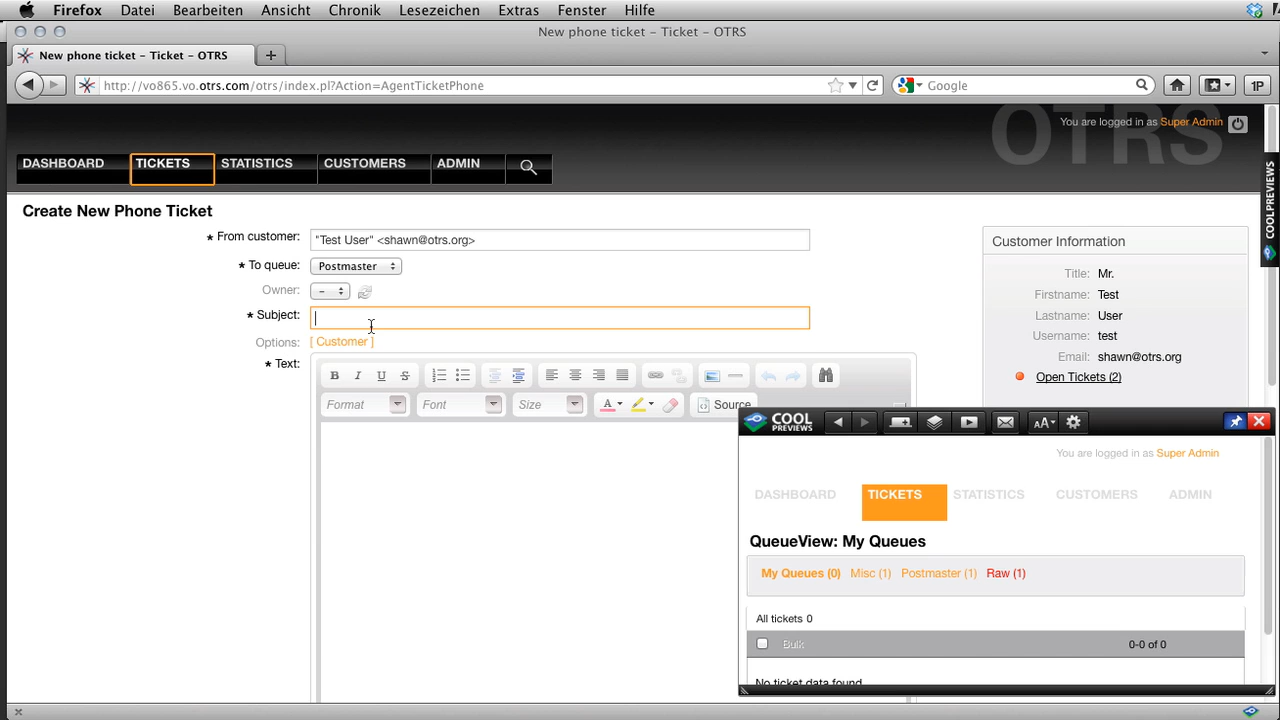 Firefox Datei Bearbeiten Ansicht Chronik Lesezeichen Extras Fenster Hilfe
New phone ticket – Ticket – OTRS
New phone ticket – Ticket – OTRS +
http://vo865.vo.otrs.com/otrs/index.pl?Action=AgentTicketPhone Google 1P
OTRS
You are logged in as Super Admin
DASHBOARD TICKETS STATISTICS CUSTOMERS ADMIN
COOLPREVIEWS
Create New Phone Ticket
* From customer: "Test User" <shawn@otrs.org>
* To queue: Postmaster
Owner: –
* Subject:
Options: [ Customer ]
* Text:
B I U S
Format Font Size A Source
Customer Information
Title: Mr.
Firstname: Test
Lastname: User
Username: test
Email: shawn@otrs.org
Open Tickets (2)
COOL PREVIEWS AA
You are logged in as Super Admin
DASHBOARD TICKETS STATISTICS CUSTOMERS ADMIN
QueueView: My Queues
My Queues (0) Misc (1) Postmaster (1) Raw (1)
All tickets 0
Bulk 0-0 of 0
No ticket data found